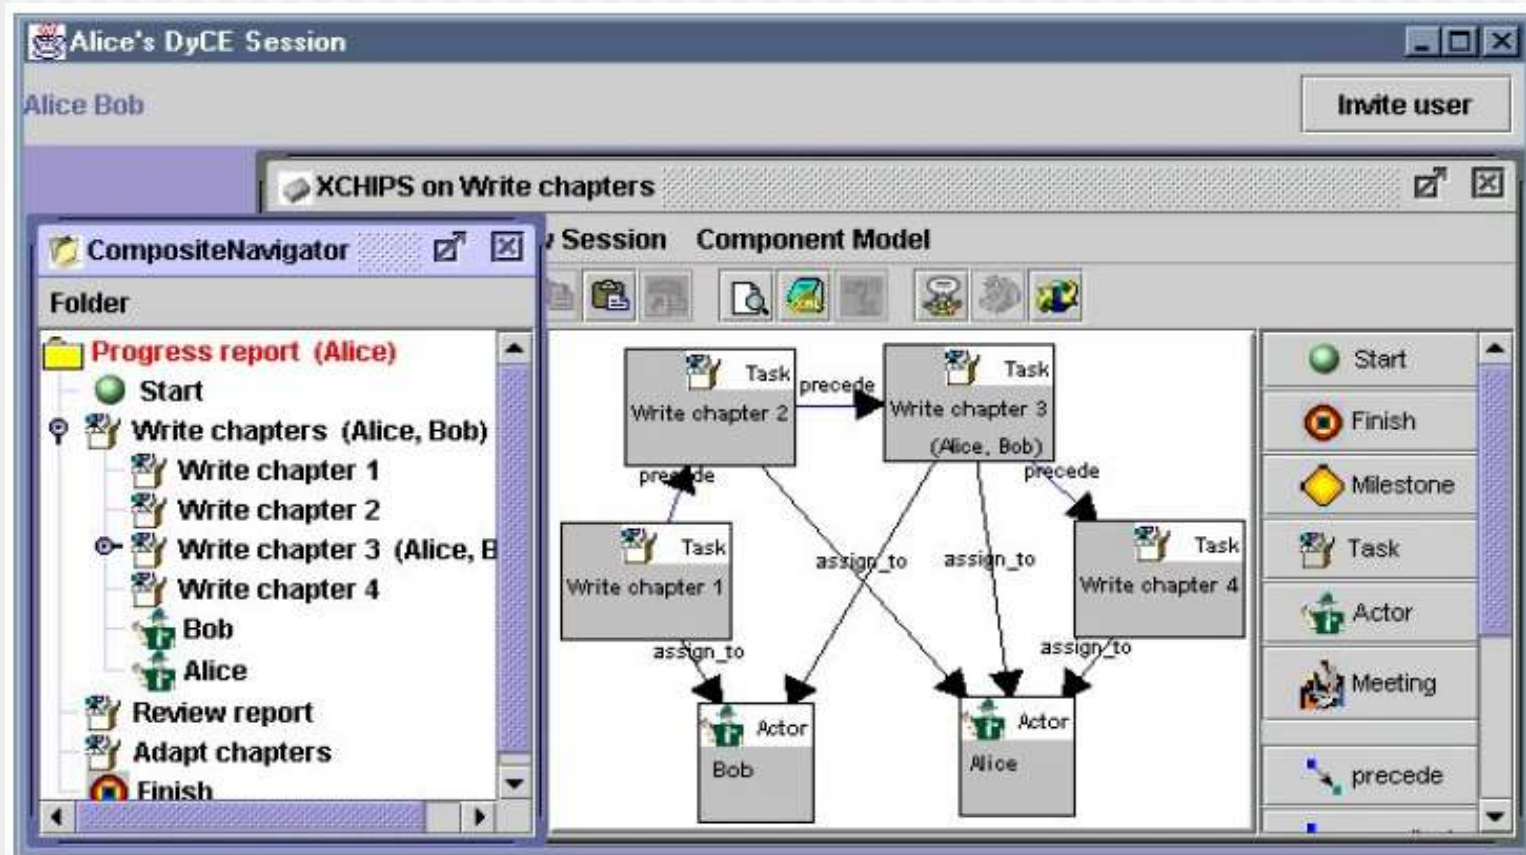 Alice's DyCE Session
Alice Bob
Invite user
XCHIPS on Write chapters
CompositeNavigator
Session Component Model
Folder
Progress report (Alice)
Start
Write chapters (Alice, Bob)
Write chapter 1
Write chapter 2
Write chapter 3 (Alice, B
Write chapter 4
Bob
Alice
Review report
Adapt chapters
Finish
Task
Write chapter 2
precede
Task
Write chapter 3
(Alice, Bob)
precede
precede
Task
Write chapter 1
assign_to
assign_to
Task
Write chapter 4
assign_to
assign_to
Actor
Bob
Actor
Alice
Start
Finish
Milestone
Task
Actor
Meeting
precede